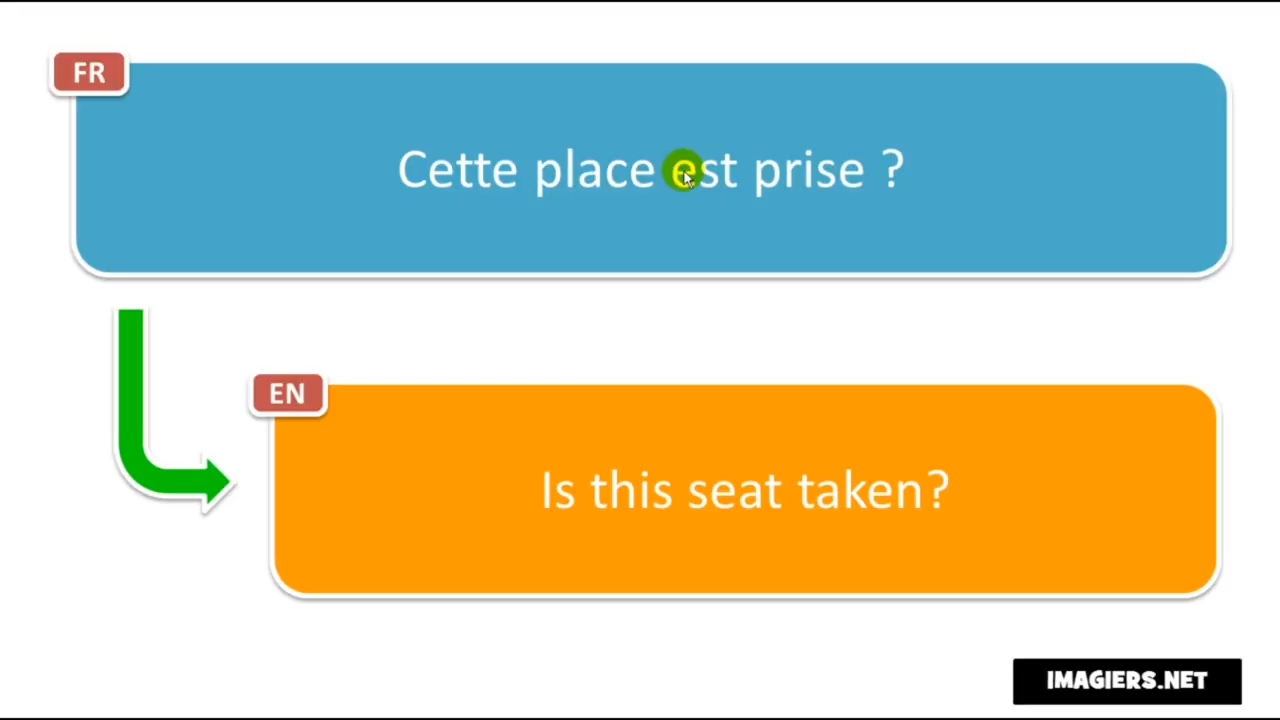 FR
Cette place est prise ?
EN
Is this seat taken?
IMAGIERS.NET